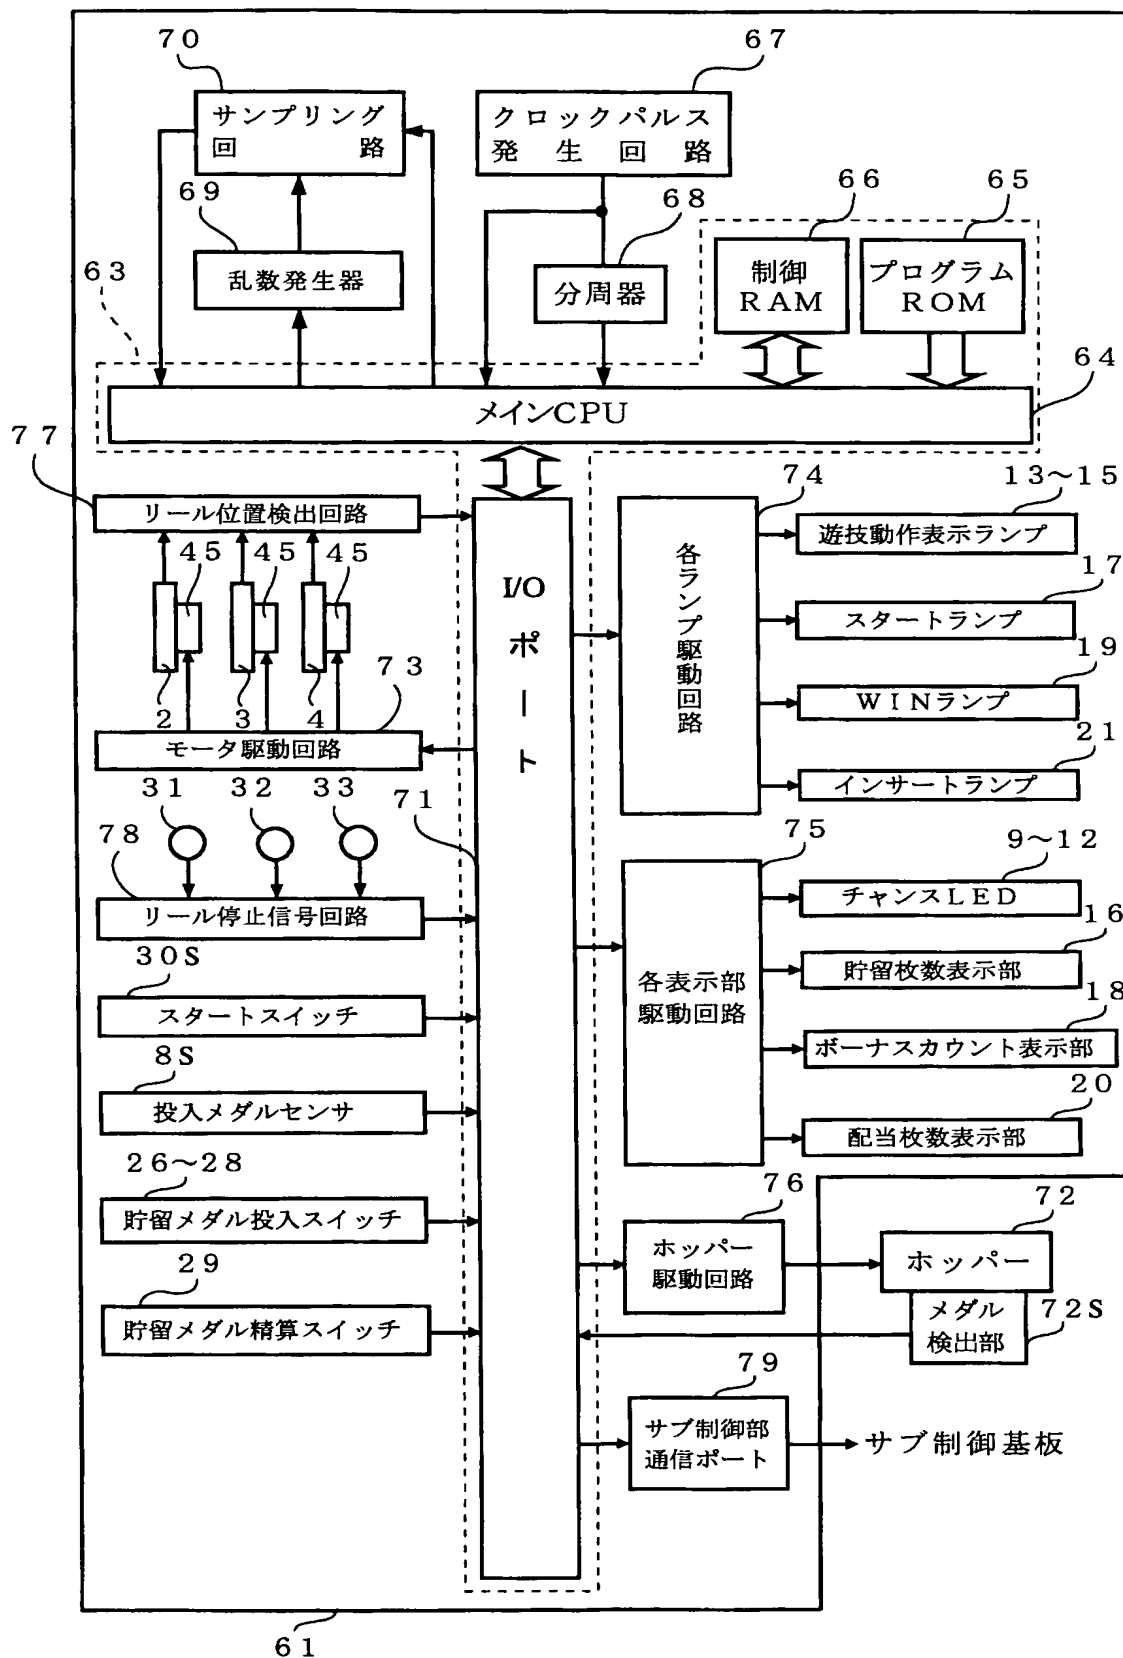 70
67
サンプリング
回路
クロックパルス
発生回路
69
68
66
65
63
乱数発生器
分周器
制御
RAM
プログラム
ROM
64
メインCPU
77
リール位置検出回路
45
45
45
2
3
4
73
モータ駆動回路
31
32
33
78
リール停止信号回路
30S
スタートスイッチ
8S
投入メダルセンサ
26〜28
貯留メダル投入スイッチ
29
貯留メダル精算スイッチ
71
I/O
ポート
74
各ランプ駆動回路
13〜15
遊技動作表示ランプ
17
スタートランプ
19
WINランプ
21
インサートランプ
75
各表示部
駆動回路
9〜12
チャンスLED
16
貯留枚数表示部
18
ボーナスカウント表示部
20
配当枚数表示部
76
ホッパー
駆動回路
72
ホッパー
メダル
検出部
72S
79
サブ制御部
通信ポート
サブ制御基板
61